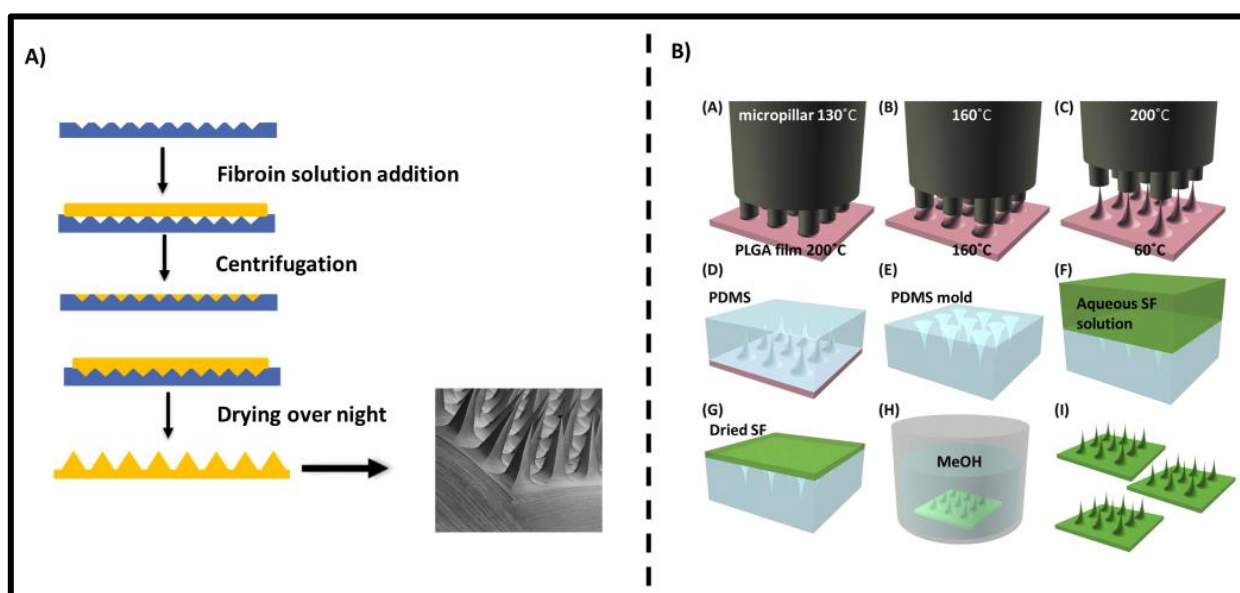 A)
Fibroin solution addition
Centrifugation
Drying over night
B)
(A)
micropillar 130˚C
PLGA film 200˚C
(B)
160˚C
160˚C
(C)
200˚C
60˚C
(D)
PDMS
(E)
PDMS mold
(F)
Aqueous SF
solution
(G)
Dried SF
(H)
MeOH
(I)